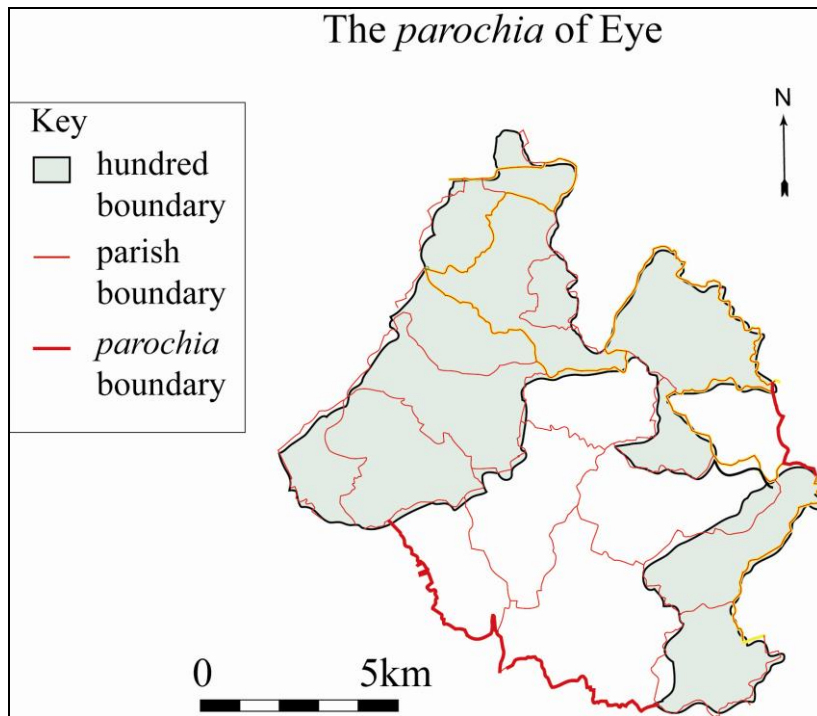 The parochia of Eye
N
Key
hundred
boundary
parish
boundary
parochia
boundary
0 5km